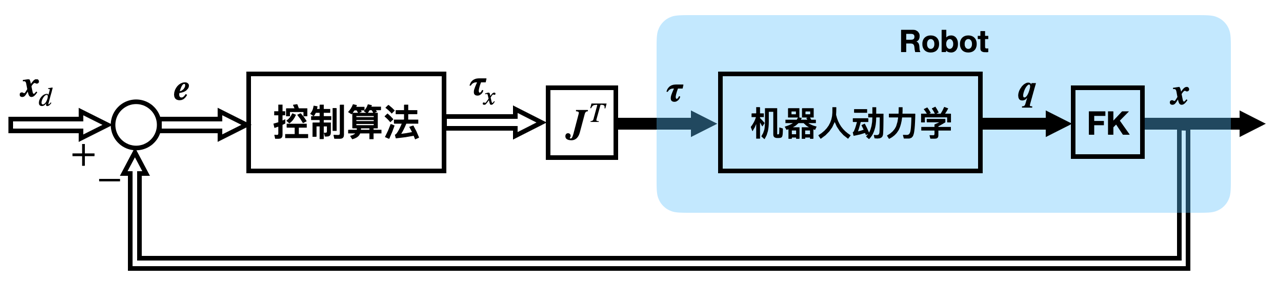 Robot
x_d
e
控制算法
τ_x
J^T
τ
机器人动力学
q
FK
x
+
−